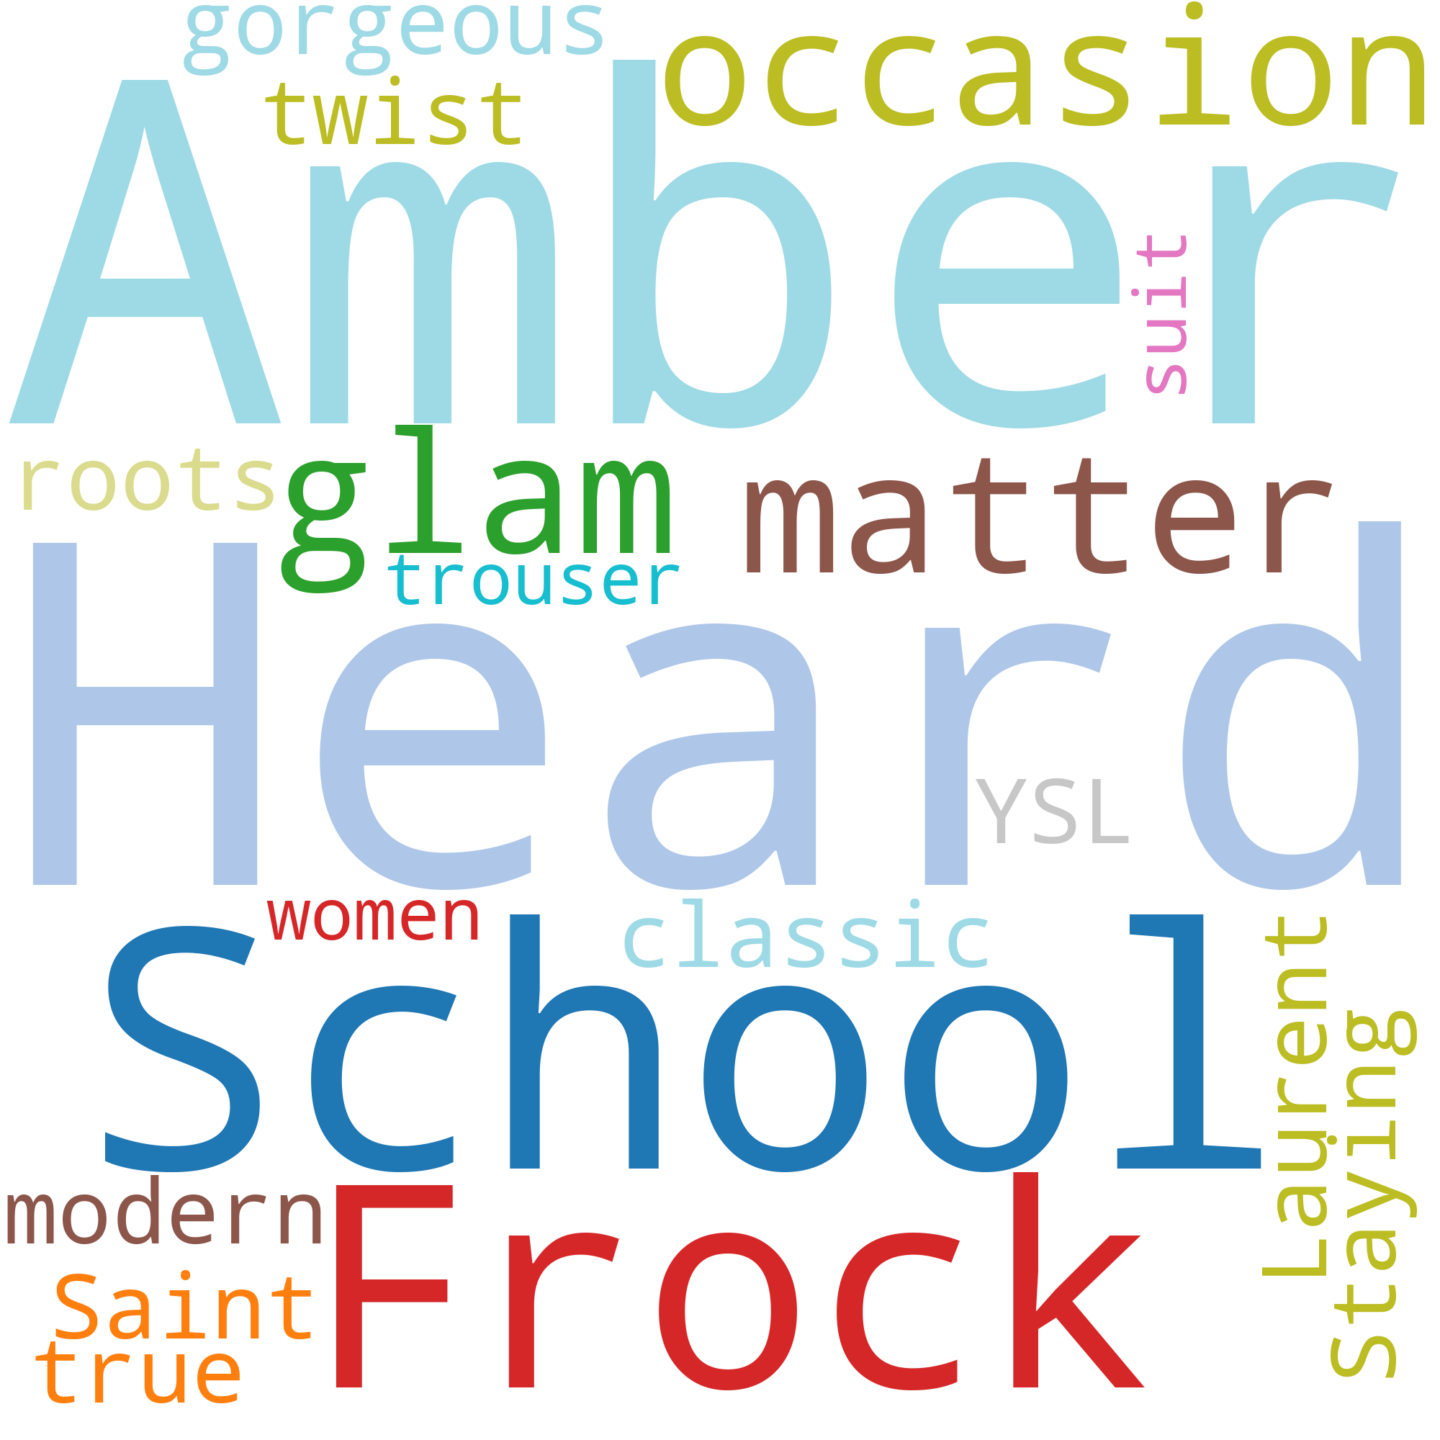 gorgeous
occasion
twist
Amber
suit
roots
glam
matter
trouser
Heard
YSL
women
classic
School
Laurent
Staying
modern
Frock
Saint
true